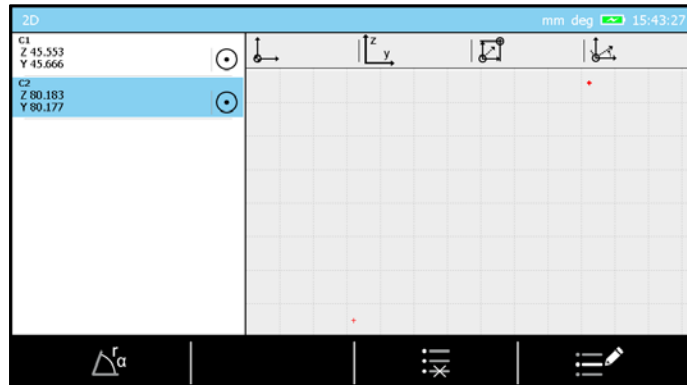 2D
mm deg 15:43:27
C1
Z 45.553
Y 45.666
C2
Z 80.183
Y 80.177
z
y
r
α